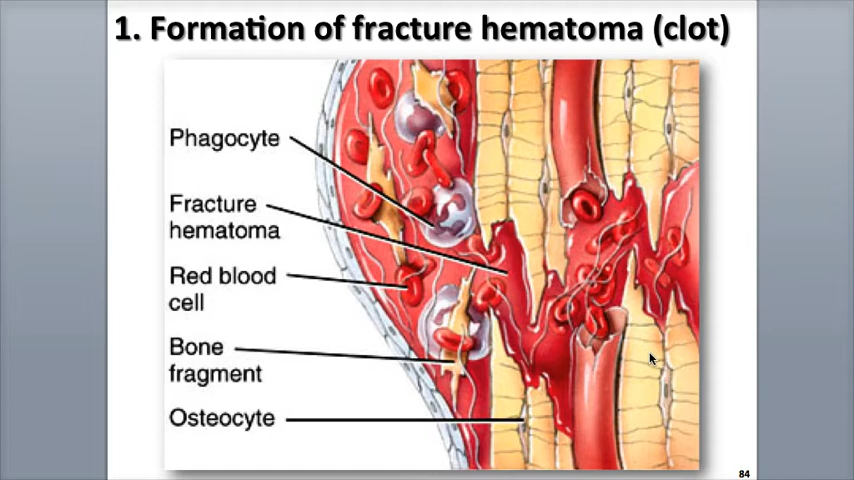 1. Formation of fracture hematoma (clot)
Phagocyte
Fracture
hematoma
Red blood
cell
Bone
fragment
Osteocyte
84